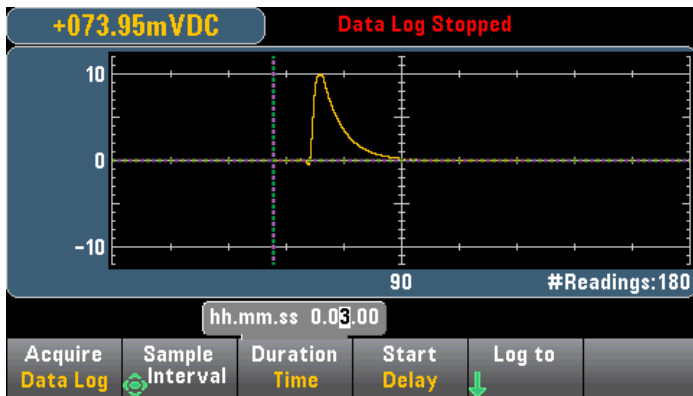 +073.95mVDC
Data Log Stopped
10
0
-10
90 #Readings:180
hh.mm.ss 0.03.00
Acquire Sample Duration Start Log to
Data Log Interval Time Delay